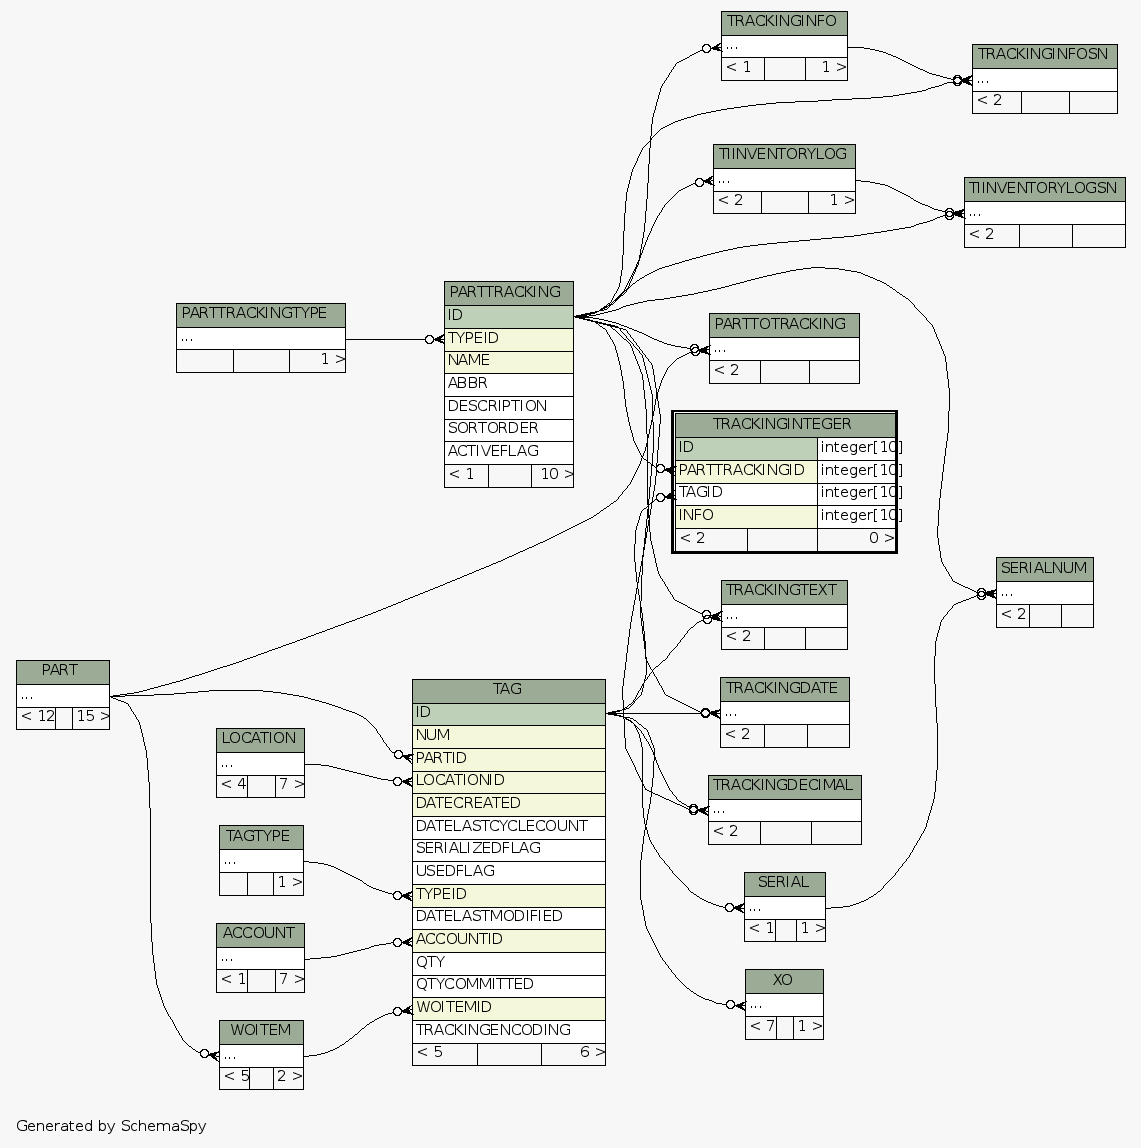 TRACKINGINFO
...
< 1 1 >
TRACKINGINFOSN
...
< 2
TIINVENTORYLOG
...
< 2 1 >
TIINVENTORYLOGSN
...
< 2
PARTTRACKINGTYPE
...
1 >
PARTTRACKING
ID
TYPEID
NAME
ABBR
DESCRIPTION
SORTORDER
ACTIVEFLAG
< 1 10 >
PARTTOTRACKING
...
< 2
TRACKINGINTEGER
ID integer[10]
PARTTRACKINGID integer[10]
TAGID integer[10]
INFO integer[10]
< 2 0 >
TRACKINGTEXT
...
< 2
SERIALNUM
...
< 2
PART
...
< 12 15 >
LOCATION
...
< 4 7 >
TAGTYPE
...
1 >
ACCOUNT
...
< 1 7 >
WOITEM
...
< 5 2 >
TAG
ID
NUM
PARTID
LOCATIONID
DATECREATED
DATELASTCYCLECOUNT
SERIALIZEDFLAG
USEDFLAG
TYPEID
DATELASTMODIFIED
ACCOUNTID
QTY
QTYCOMMITTED
WOITEMID
TRACKINGENCODING
< 5 6 >
TRACKINGDATE
...
< 2
TRACKINGDECIMAL
...
< 2
SERIAL
...
< 1 1 >
XO
...
< 7 1 >
Generated by SchemaSpy